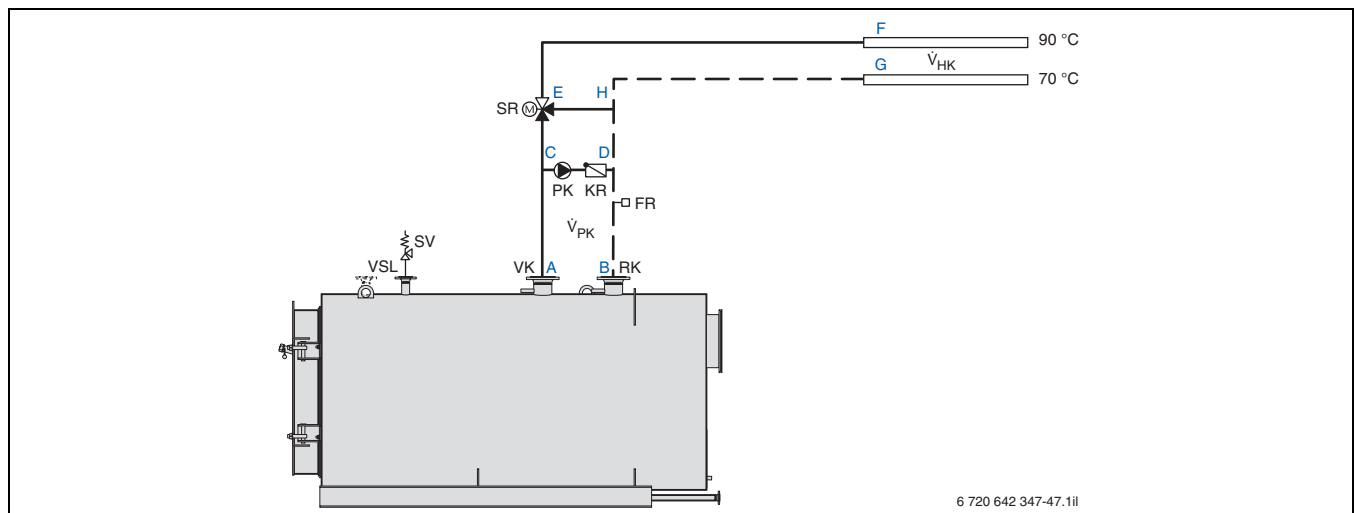 F
90 °C
V̇HK
G
70 °C
E
H
SR
M
C
D
PK
KR
FR
V̇PK
SV
VSL
VK
A
B
RK
6 720 642 347-47.1il